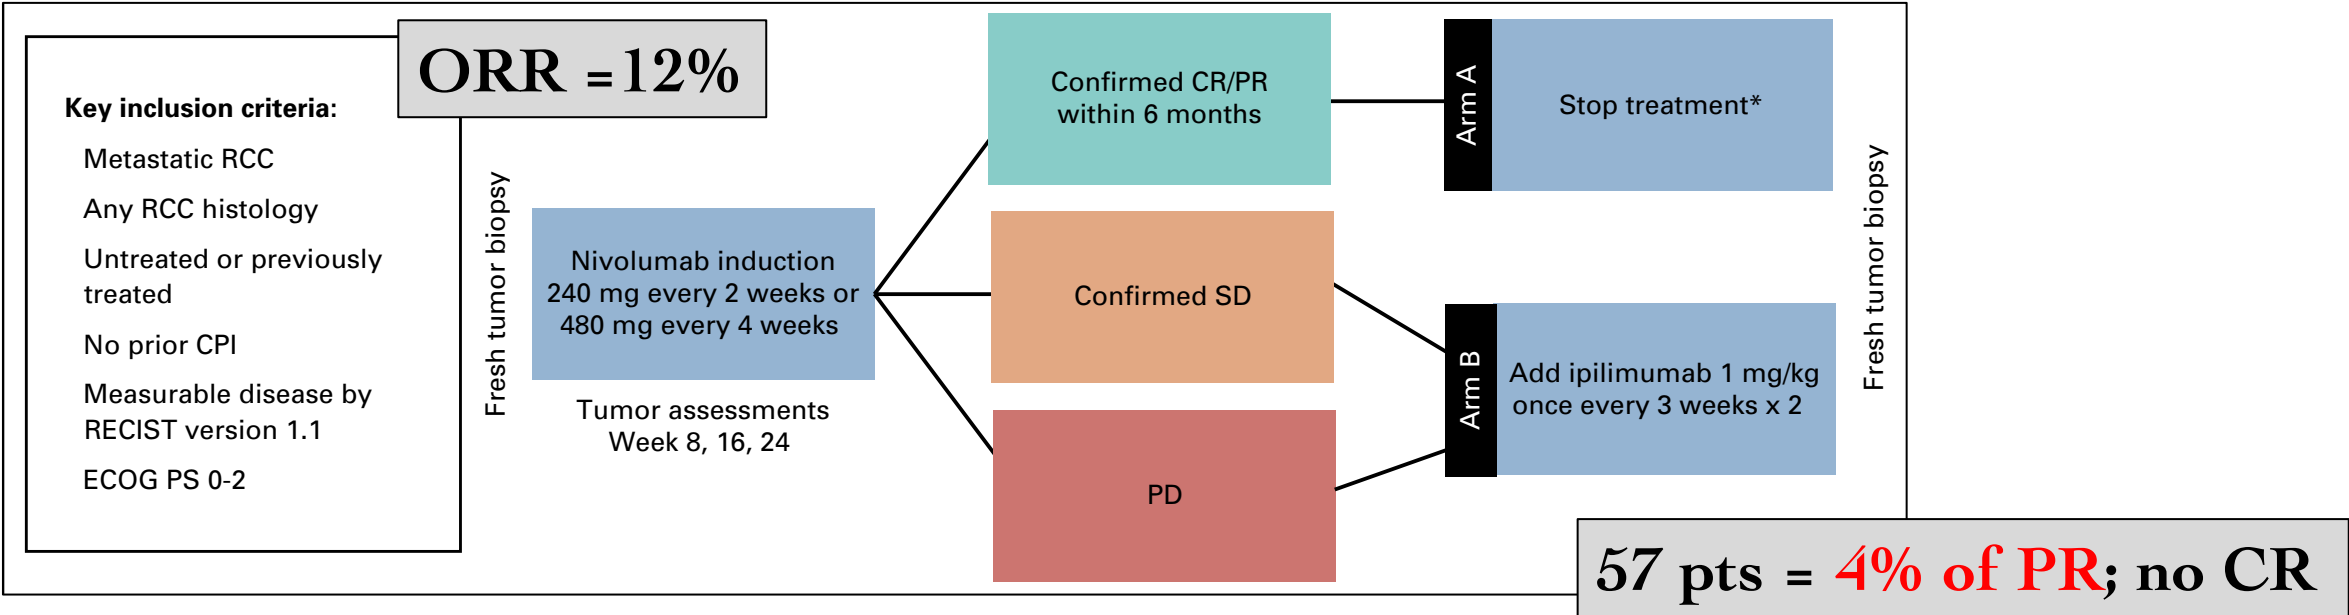 ORR =12%
Key inclusion criteria:
Metastatic RCC
Any RCC histology
Untreated or previously
treated
No prior CPI
Measurable disease by
RECIST version 1.1
ECOG PS 0-2
Fresh tumor biopsy
Nivolumab induction
240 mg every 2 weeks or
480 mg every 4 weeks
Tumor assessments
Week 8, 16, 24
Confirmed CR/PR
within 6 months
Confirmed SD
PD
Arm A
Stop treatment*
Arm B
Add ipilimumab 1 mg/kg
once every 3 weeks x 2
Fresh tumor biopsy
57 pts = 4% of PR; no CR